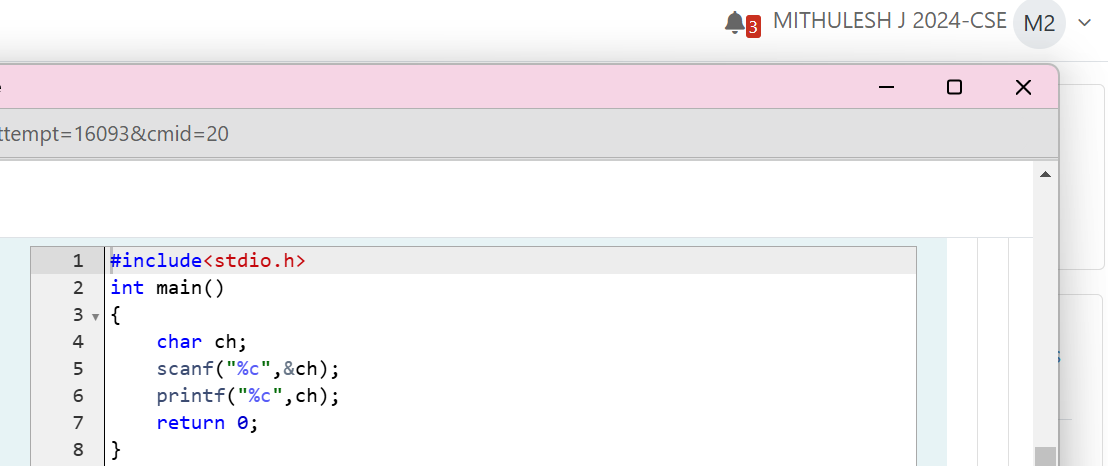 3 MITHULESH J 2024-CSE M2
ttempt=16093&cmid=20
1 #include<stdio.h>
2 int main()
3 {
4 char ch;
5 scanf("%c",&ch);
6 printf("%c",ch);
7 return 0;
8 }